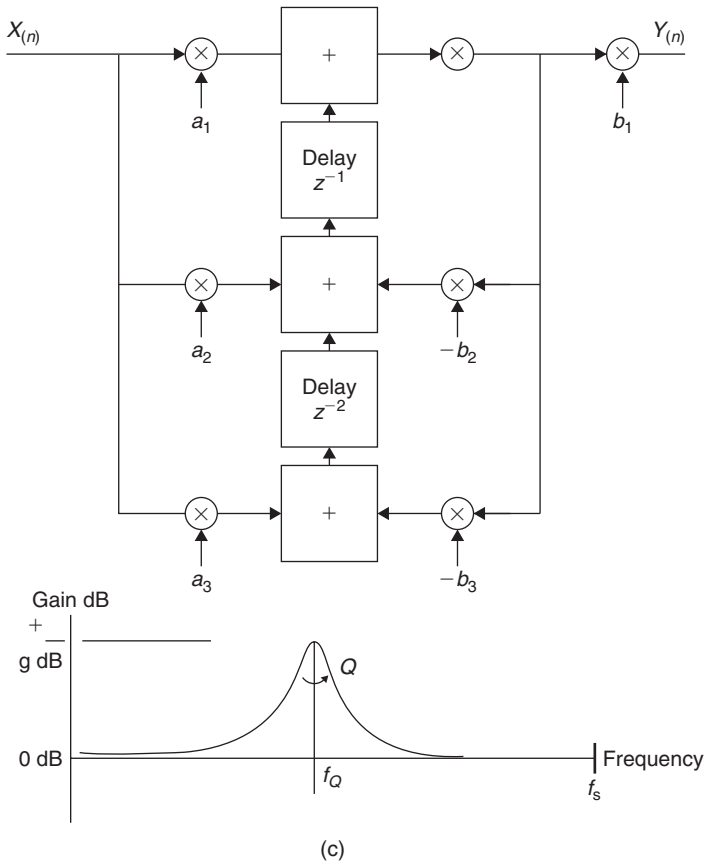 X(n) Y(n)
× + ×  ×
a1 b1
Delay
z−1
× + ×
a2 −b2
Delay
z−2
× + ×
a3 −b3
Gain dB
+
−
g dB Q
0 dB Frequency
fQ fs
(c)